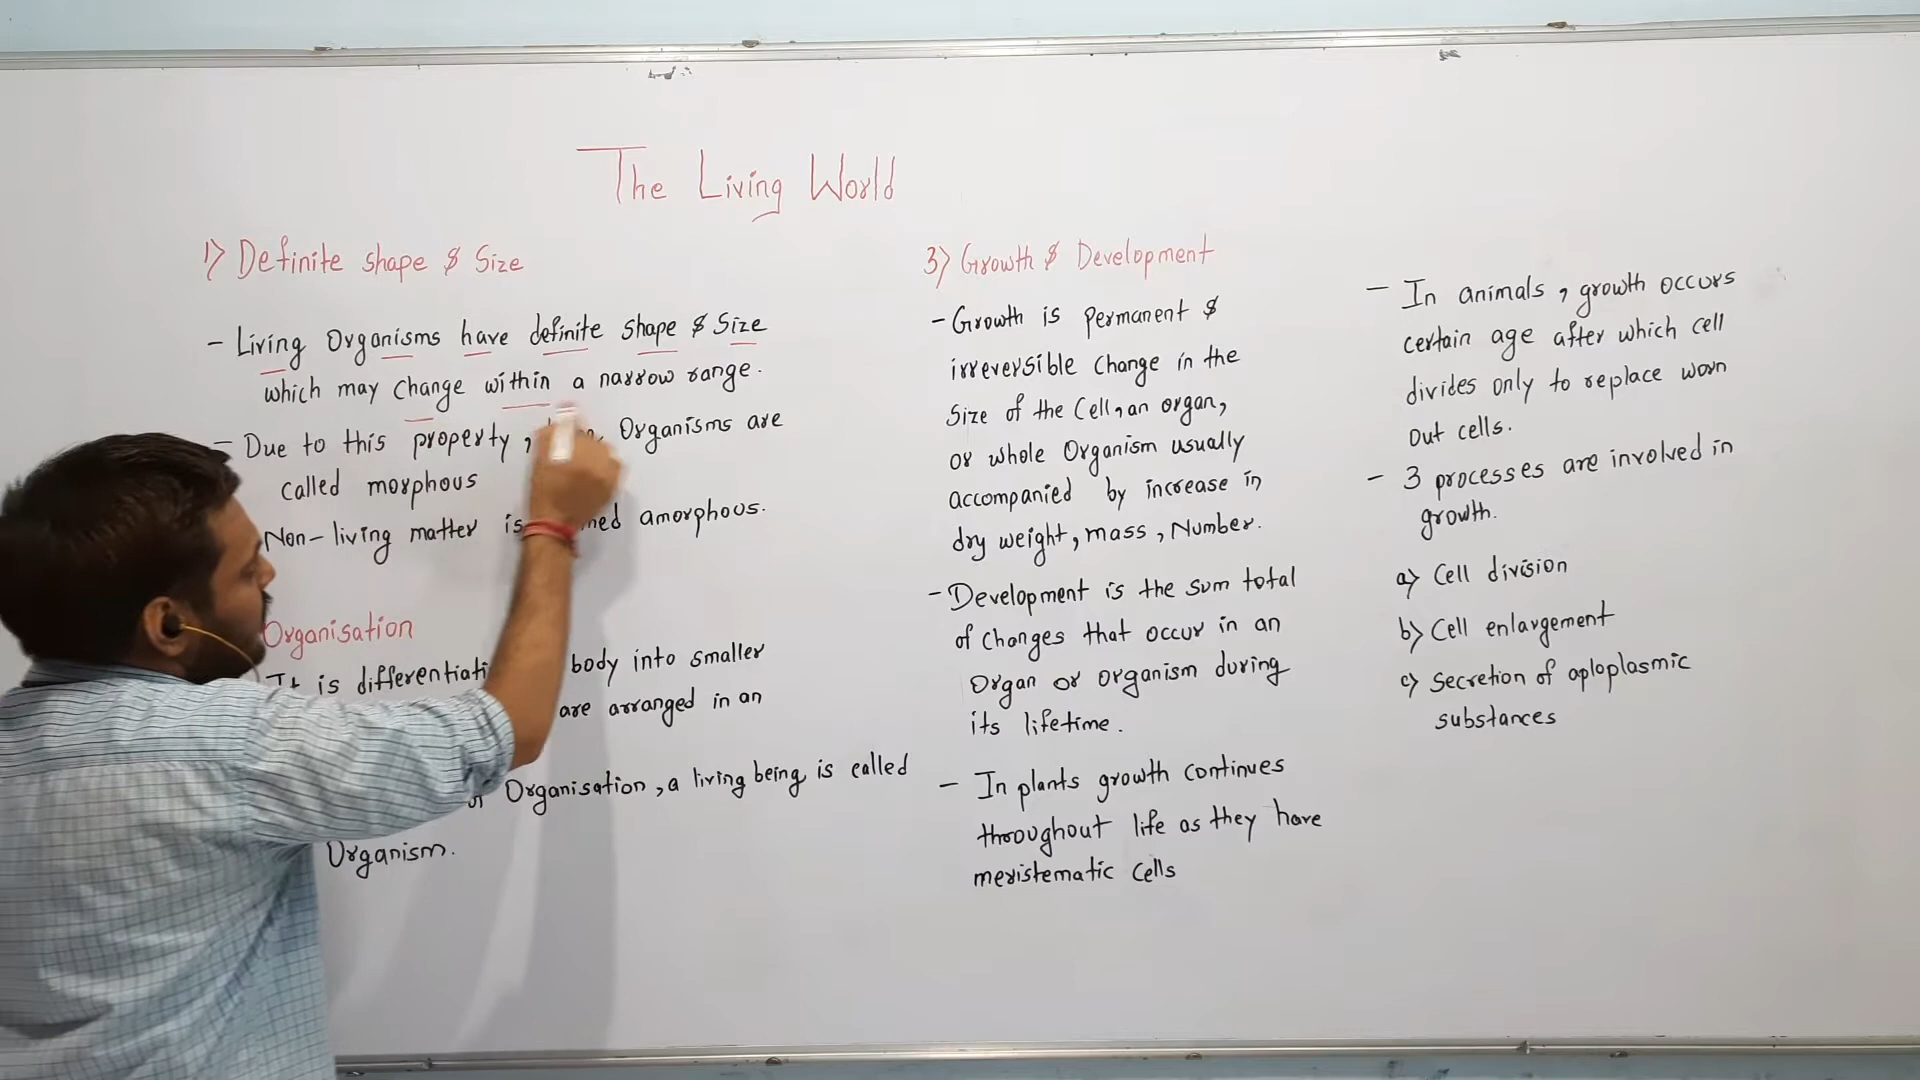 The Living World
1) Definite shape & Size
- Living Organisms have definite shape & Size
which may change within a narrow range.
- Due to this property, Organisms are
called morphous
Non-living matter is amorphous.
Organisation
It is body into smaller
are arranged in an
Organisation, a living being is called
Organism.
3) Growth & Development
- Growth is permanent &
irreversible change in the
Size of the Cell, an organ,
or whole Organism usually
accompanied by increase in
dry weight, mass, Number.
- Development is the sum total
of changes that occur in an
organ or organism during
its lifetime.
- In plants growth continues
throughout life as they have
meristematic cells
- In animals, growth occurs
certain age after which cell
divides only to replace worn
out cells.
- 3 processes are involved in
growth.
a) Cell division
b) Cell enlargement
c) Secretion of aploplasmic
substances